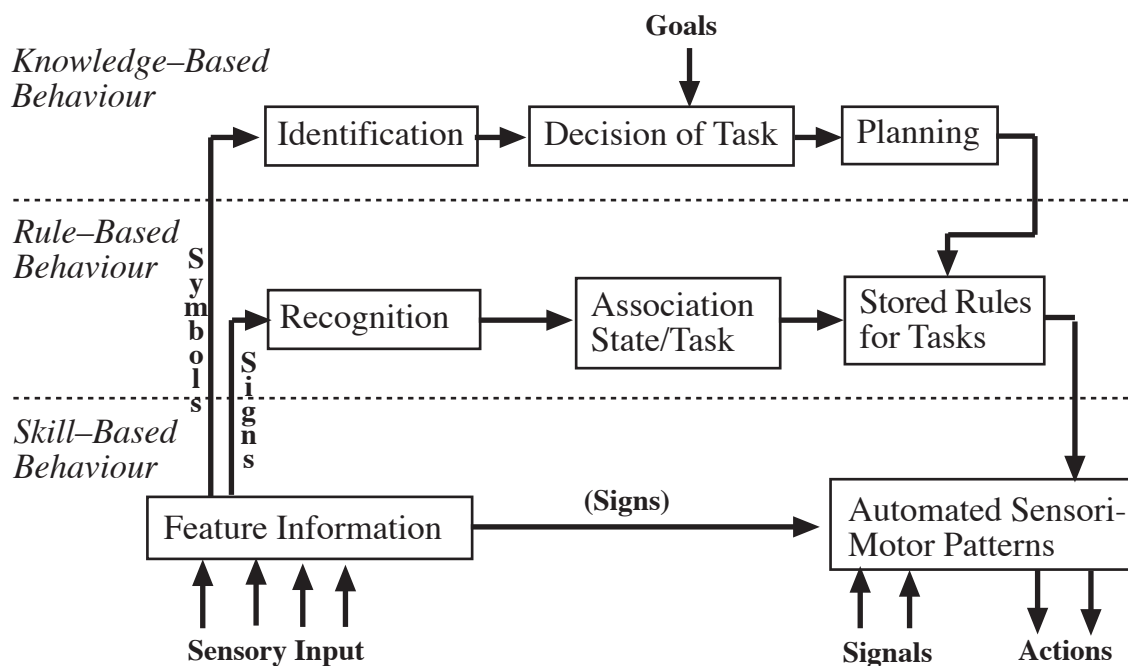 Goals
Knowledge–Based
Behaviour
Identification
Decision of Task
Planning
Rule–Based
Behaviour
Symbols
Recognition
Association
State/Task
Stored Rules
for Tasks
Signs
Skill–Based
Behaviour
Feature Information
(Signs)
Automated Sensori-
Motor Patterns
Sensory Input
Signals
Actions